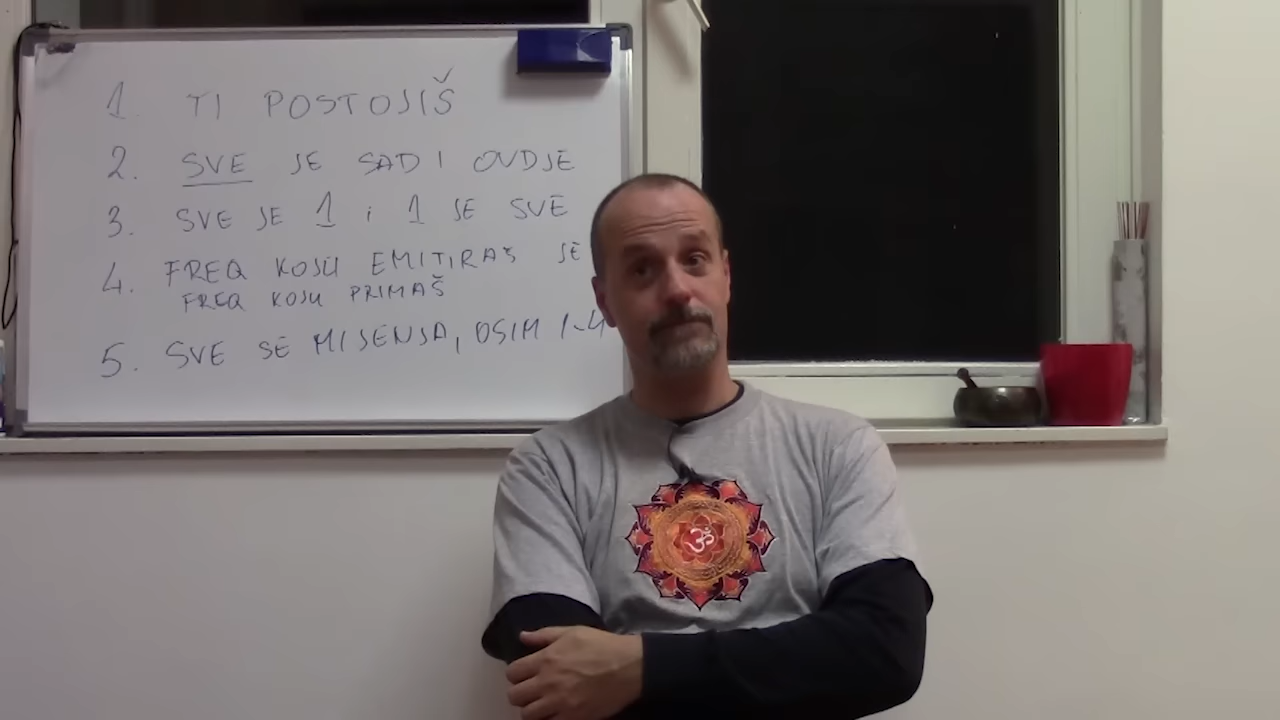 1. TI POSTOJIŠ
2. SVE JE SAD I OVDJE
3. SVE JE 1 i 1 JE SVE
4. FREQ KOJU EMITIRAŠ JE
FREQ KOJU PRIMAŠ
5. SVE SE MIJENJA, OSIM 1-4
ॐ